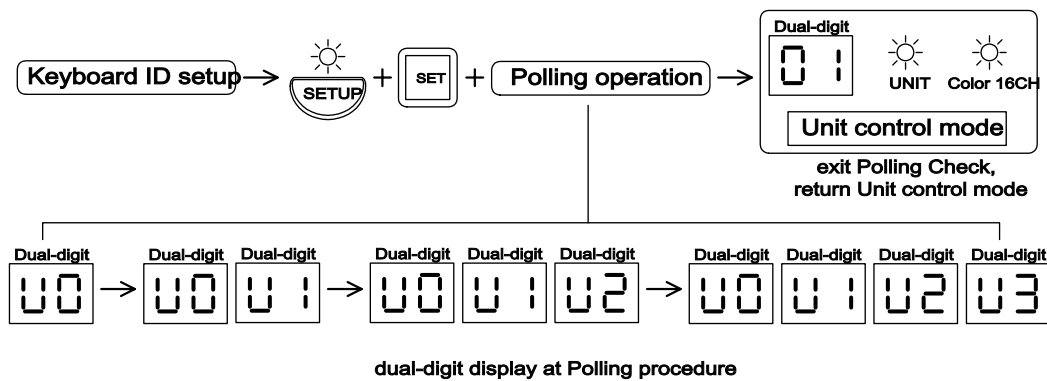 Dual-digit
Keyboard ID setup
SETUP
SET
Polling operation
01
UNIT
Color 16CH
Unit control mode
exit Polling Check,
return Unit control mode
Dual-digit Dual-digit Dual-digit Dual-digit Dual-digit Dual-digit Dual-digit Dual-digit Dual-digit Dual-digit
U0 U0 U1 U0 U1 U2 U0 U1 U2 U3
dual-digit display at Polling procedure